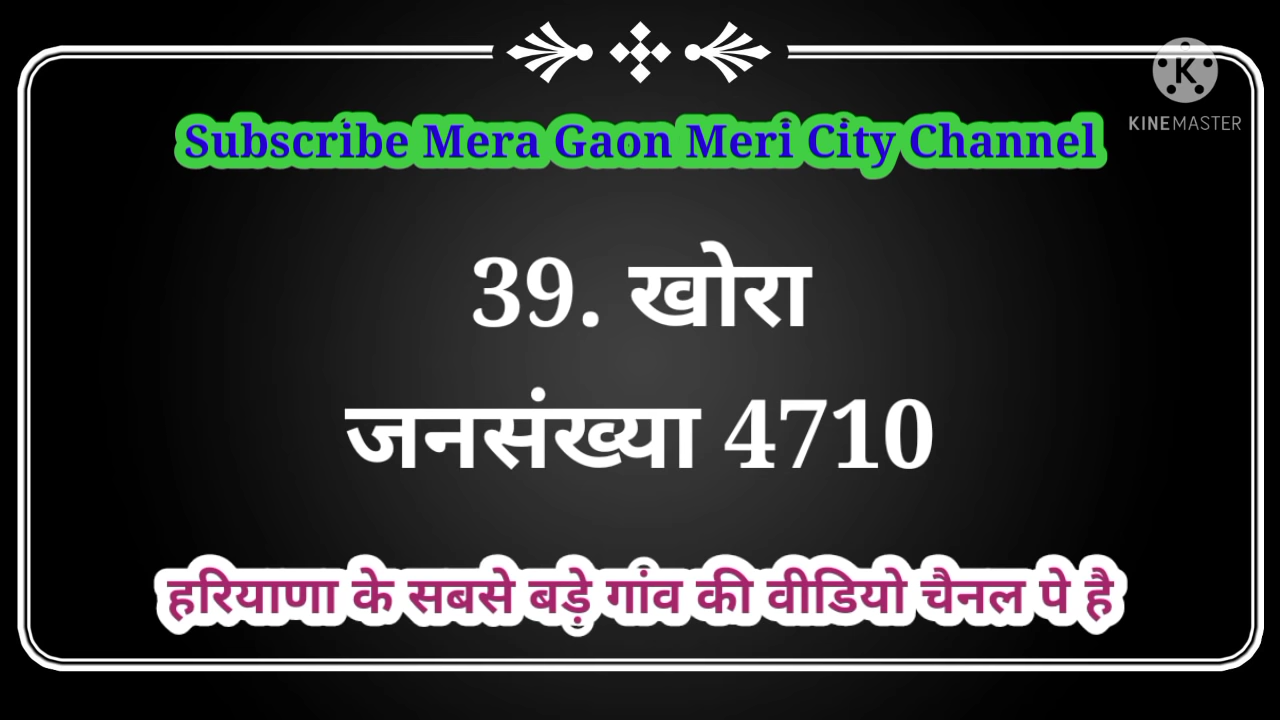 KINEMASTER
Subscribe Mera Gaon Meri City Channel
39. खोरा
जनसंख्या 4710
हरियाणा के सबसे बड़े गांव की वीडियो चैनल पे है